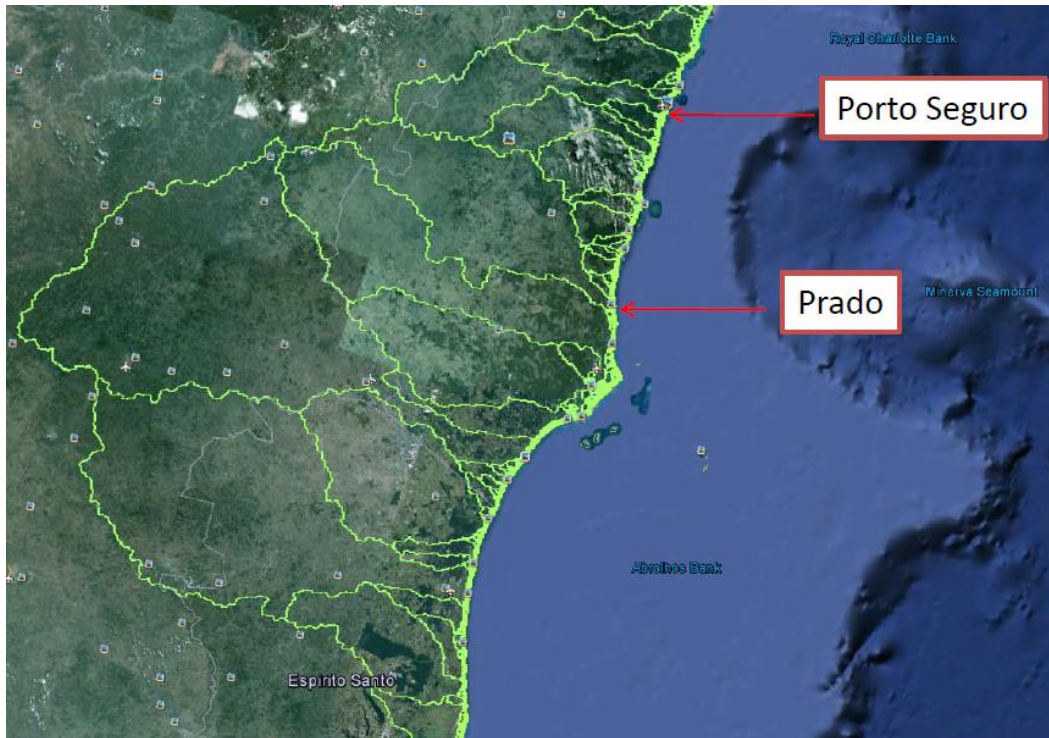 Royal Charlotte Bank
Porto Seguro
Minerva Seamount
Prado
Abrolhos Bank
Espírito Santo